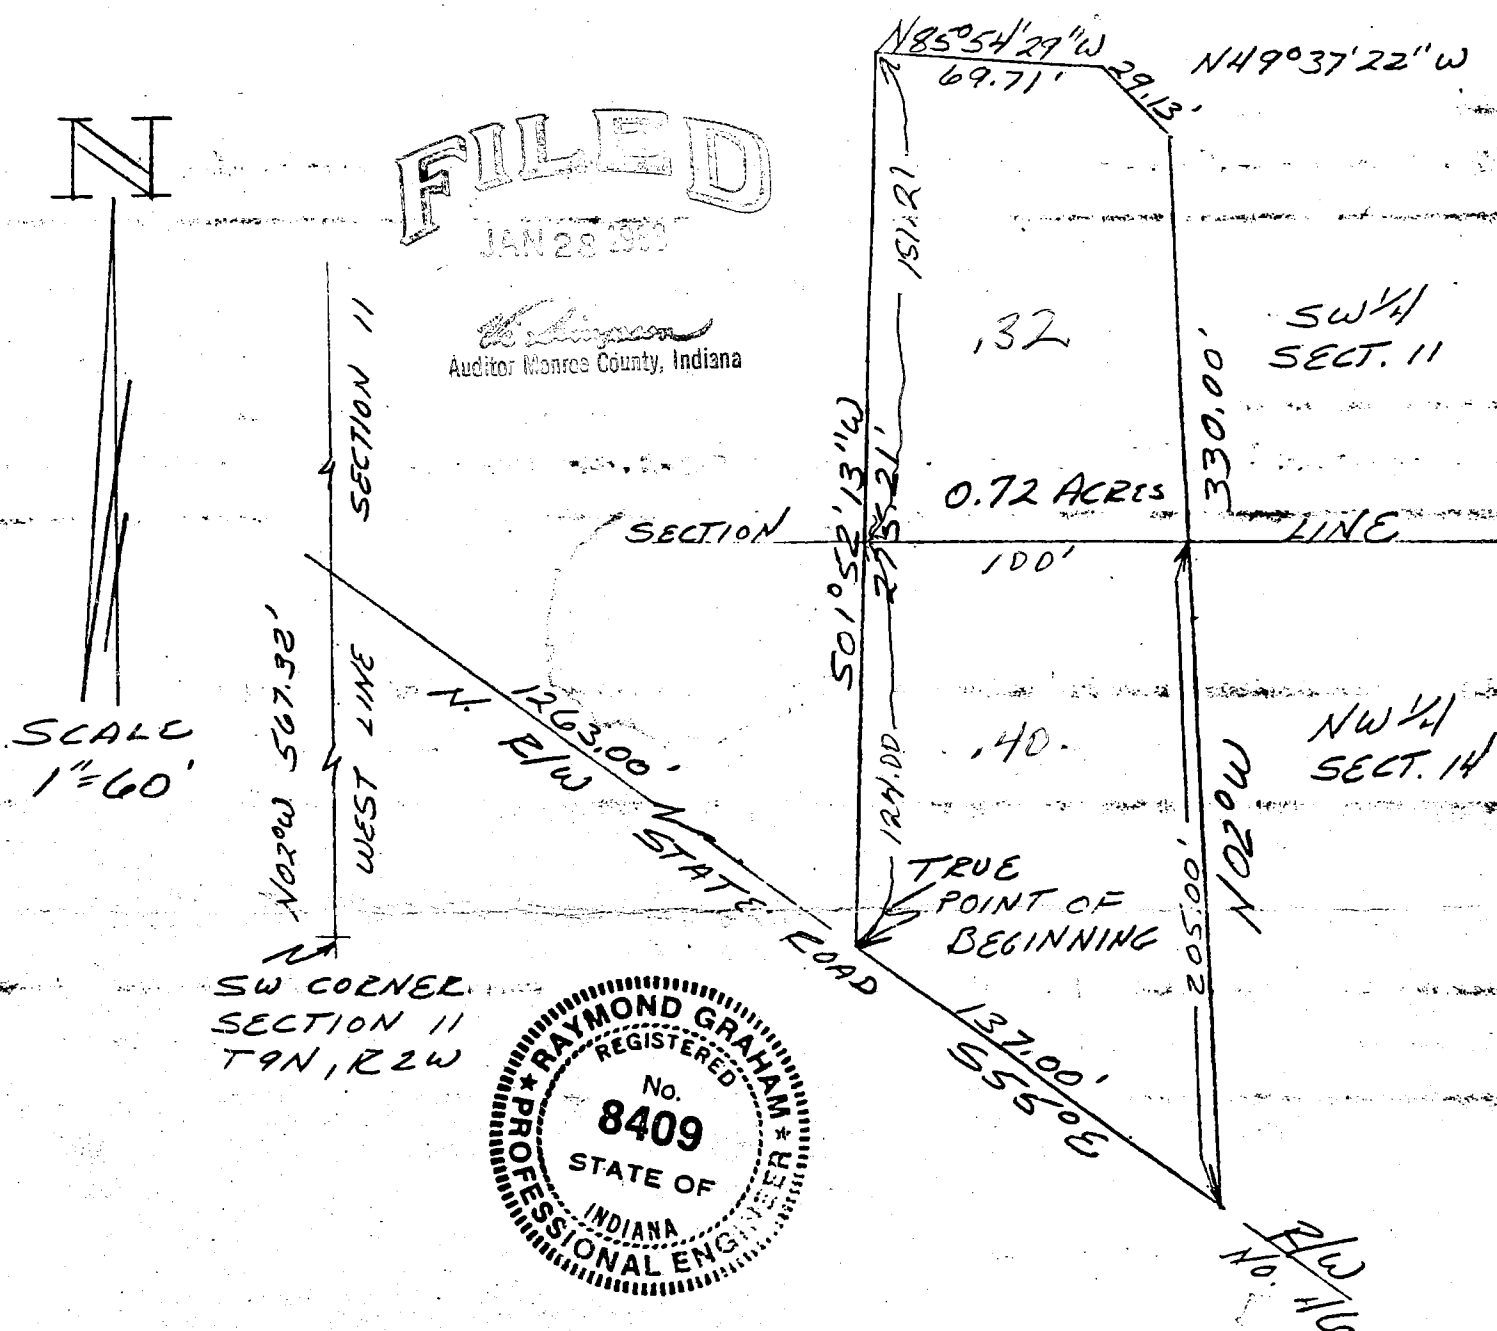 N85°54'29"W
69.71'
29.13'
N49°37'22"W
N
FILED
JAN 28
Auditor Monroe County, Indiana
SECTION 11
151.21
,32
SW 1/4
SECT. 11
330.00'
S01°52'13"W
275.21'
0.72 ACRES
SECTION LINE
100'
SCALE
1"=60'
N02°W 567.32'
WEST LINE
N. 1263.00'
R/W
STATE ROAD
124.00
.40.
NW 1/4
SECT. 14
N02°W
205.00'
TRUE
POINT OF
BEGINNING
SW CORNER
SECTION 11
T9N, R2W
137.00'
S55°E
RAYMOND GRAHAM
REGISTERED
No.
8409
STATE OF
INDIANA
PROFESSIONAL ENGINEER
R/W
No.